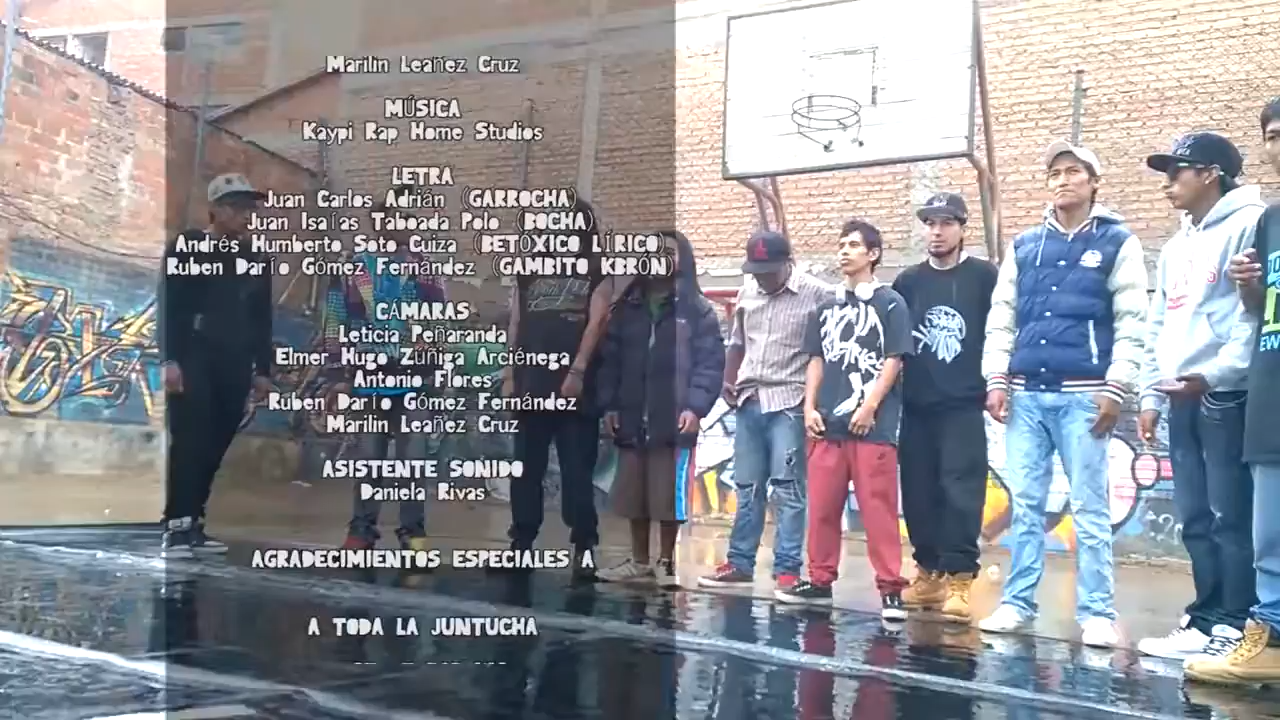 Marilin Leañez Cruz
MÚSICA
Kaypi Rap Home Studios
LETRA
Juan Carlos Adrián (GARROCHA)
Juan Isaías Taboada Polo (BOCHA)
Andrés Humberto Soto Cuiza (BETÓXICO LÍRICO)
Ruben Darío Gómez Fernández (GAMBITO KBRÓN)
CÁMARAS
Leticia Peñaranda
Elmer Hugo Zúñiga Arciénega
Antonio Flores
Ruben Darío Gómez Fernández
Marilin Leañez Cruz
ASISTENTE SONIDO
Daniela Rivas
AGRADECIMIENTOS ESPECIALES A
A TODA LA JUNTUCHA